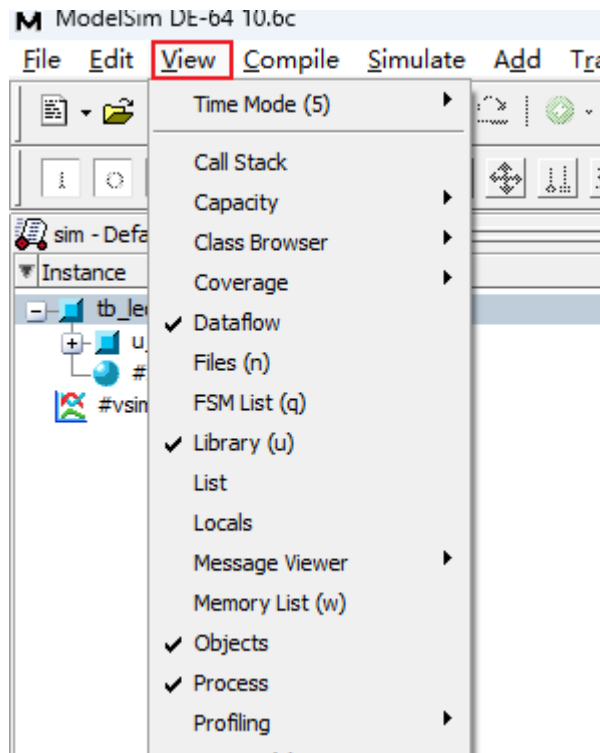 ModelSim DE-64 10.6c
File Edit View Compile Simulate Add Tra
Time Mode (5)
Call Stack
sim - Defa
Capacity
Class Browser
Instance
Coverage
tb_le
Dataflow
u_
Files (n)
#
#vsim
FSM List (q)
Library (u)
List
Locals
Message Viewer
Memory List (w)
Objects
Process
Profiling